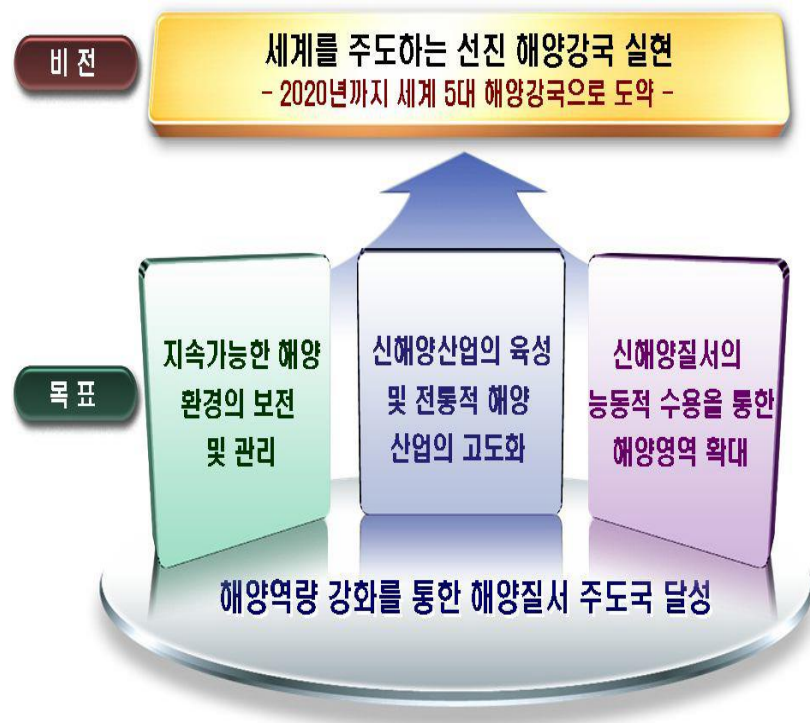 비 전
세계를 주도하는 선진 해양강국 실현
- 2020년까지 세계 5대 해양강국으로 도약 -
목 표
지속가능한 해양
환경의 보전
및 관리
신해양산업의 육성
및 전통적 해양
산업의 고도화
신해양질서의
능동적 수용을 통한
해양영역 확대
해양역량 강화를 통한 해양질서 주도국 달성